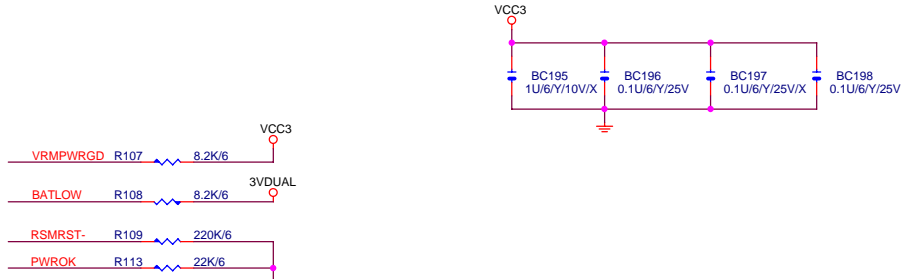 VCC3
BC195
1U/6/Y/10V/X
BC196
0.1U/6/Y/25V
BC197
0.1U/6/Y/25V/X
BC198
0.1U/6/Y/25V
VCC3
VRMPWRGD R107 8.2K/6
3VDUAL
BATLOW R108 8.2K/6
RSMRST- R109 220K/6
PWROK R113 22K/6